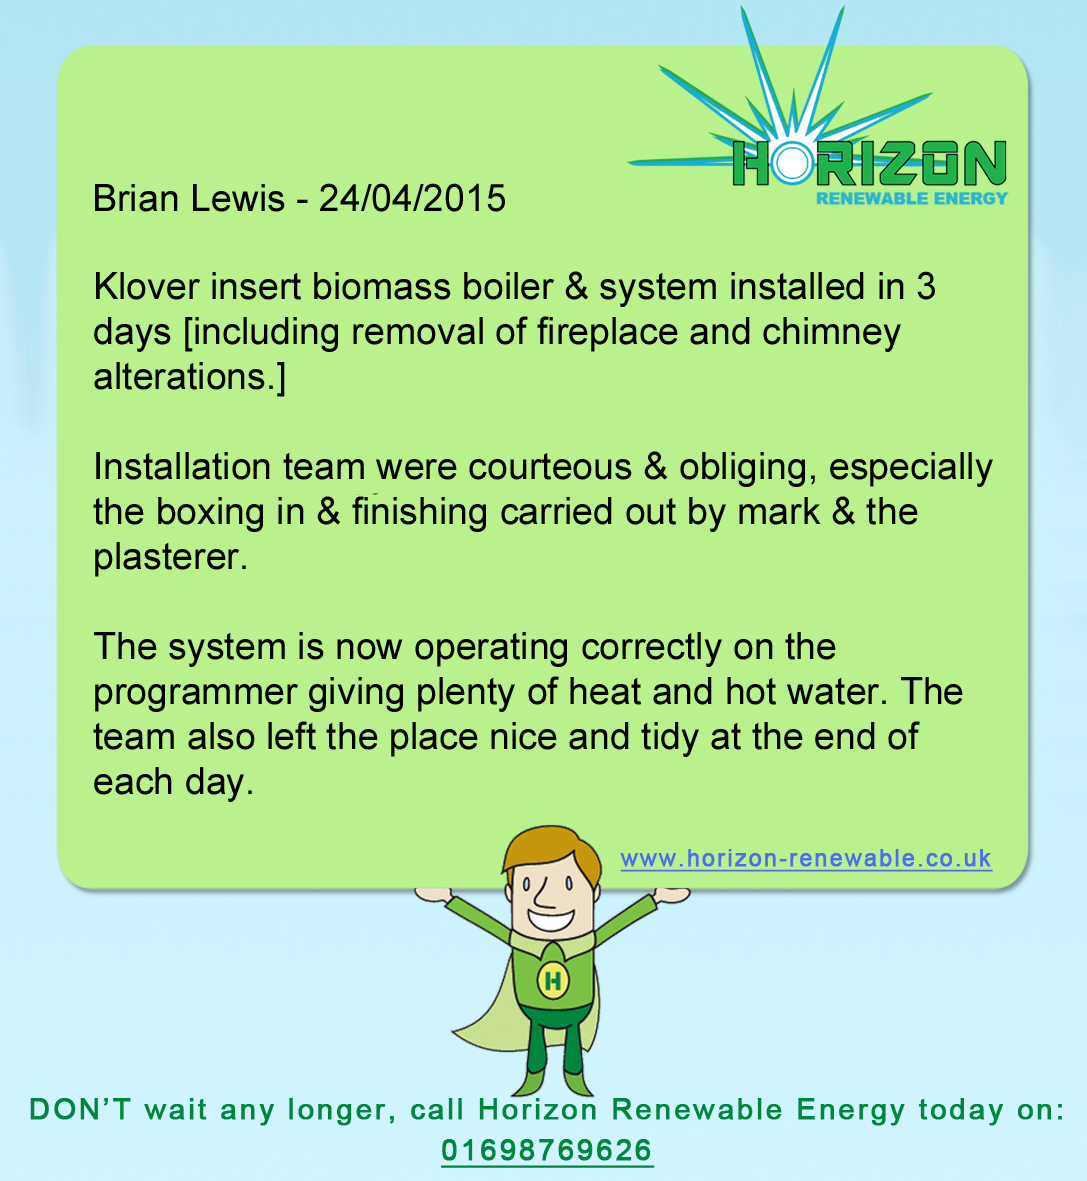 HORIZON
RENEWABLE ENERGY
Brian Lewis - 24/04/2015
Klover insert biomass boiler & system installed in 3
days [including removal of fireplace and chimney
alterations.]
Installation team were courteous & obliging, especially
the boxing in & finishing carried out by mark & the
plasterer.
The system is now operating correctly on the
programmer giving plenty of heat and hot water. The
team also left the place nice and tidy at the end of
each day.
www.horizon-renewable.co.uk
H
DON'T wait any longer, call Horizon Renewable Energy today on:
01698769626